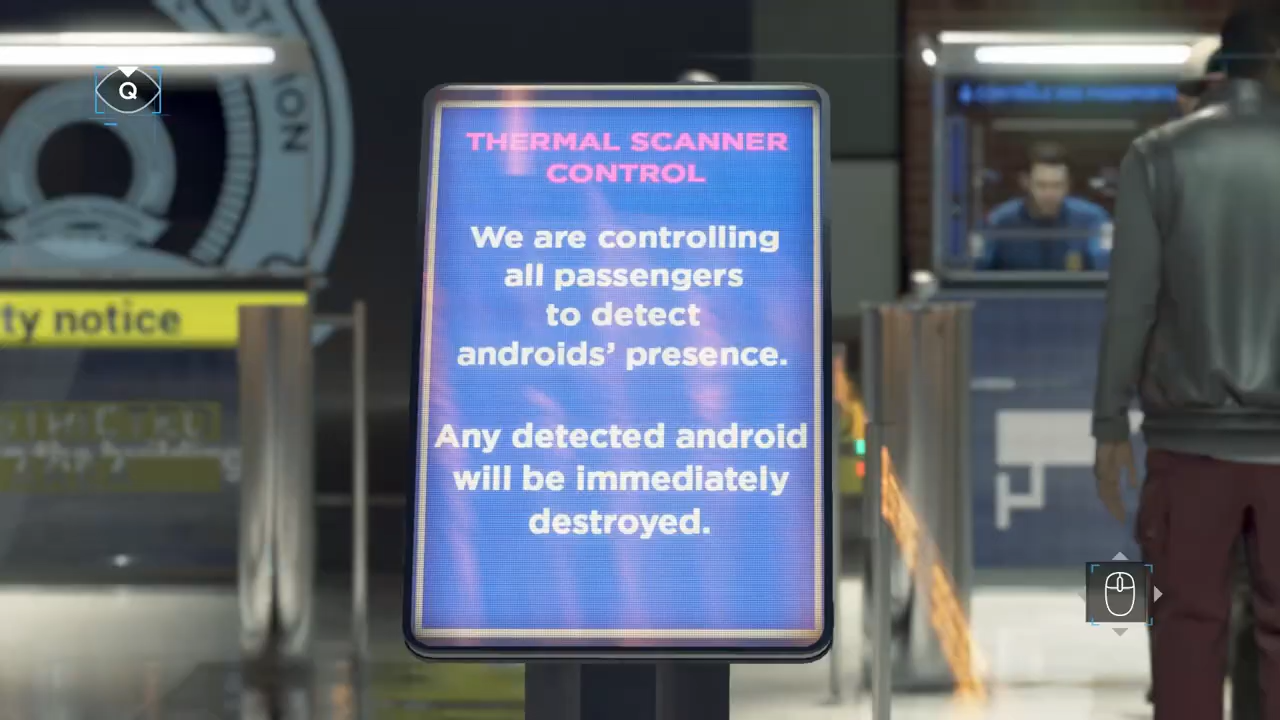 Q
THERMAL SCANNER
CONTROL
We are controlling
all passengers
to detect
androids' presence.
Any detected android
will be immediately
destroyed.
ty notice